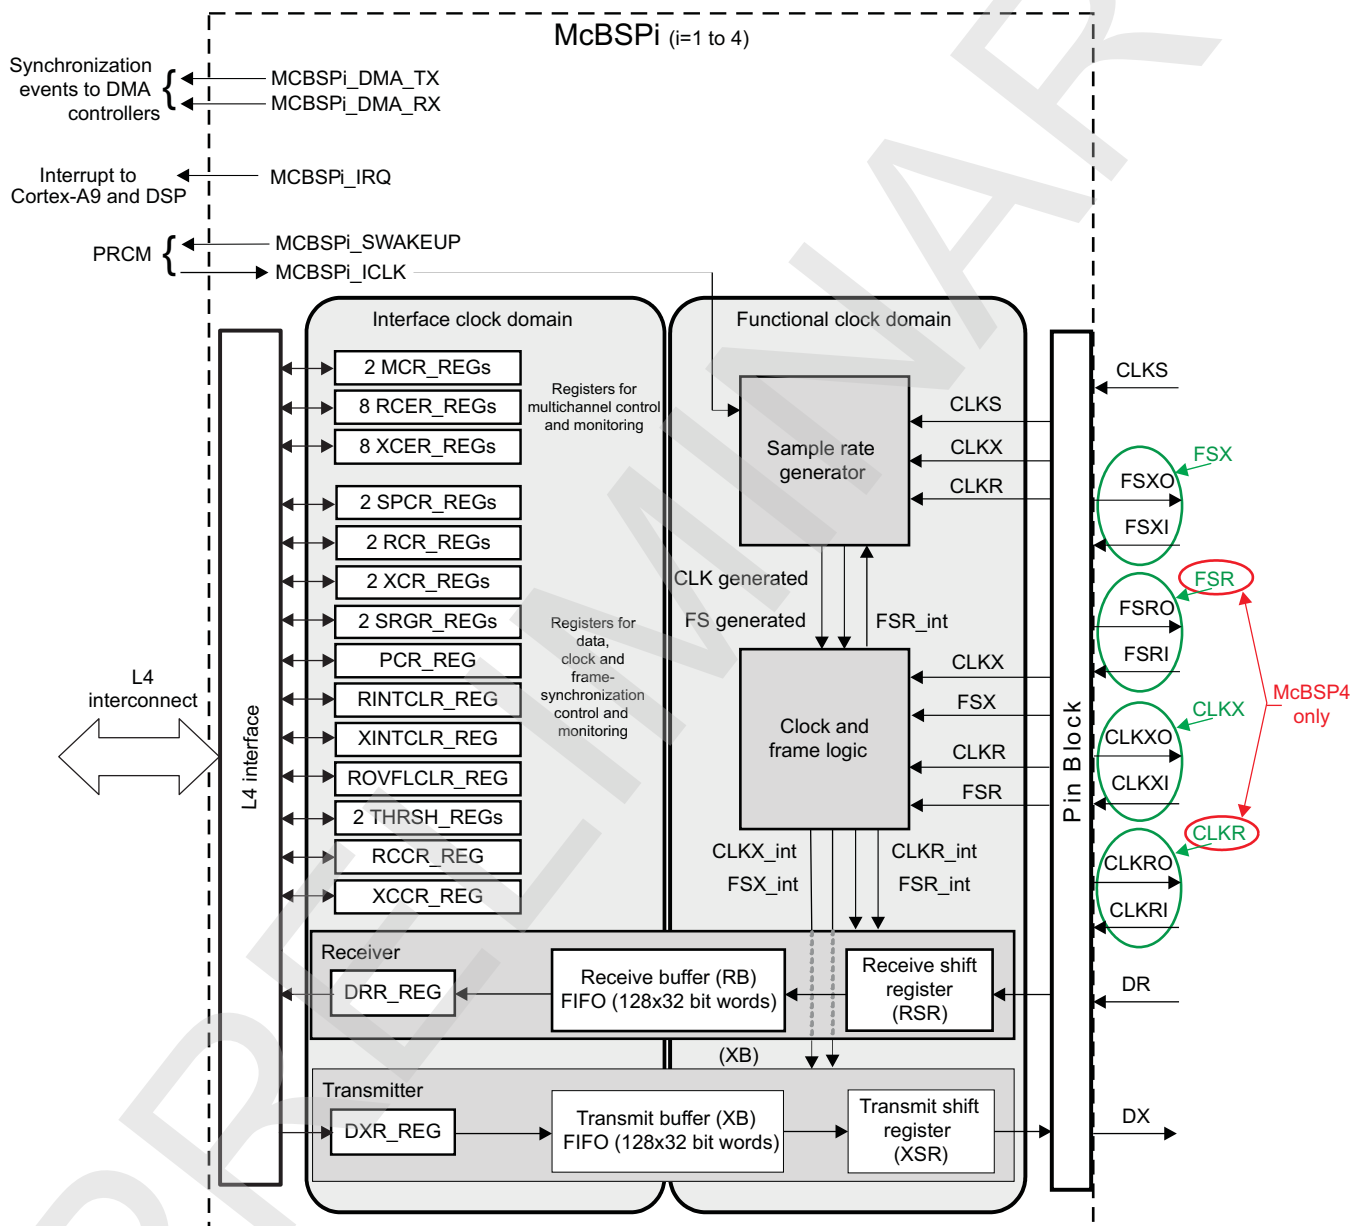 McBSPi (i=1 to 4)
Synchronization
events to DMA
controllers
MCBSPi_DMA_TX
MCBSPi_DMA_RX
Interrupt to
Cortex-A9 and DSP
MCBSPi_IRQ
PRCM
MCBSPi_SWAKEUP
MCBSPi_ICLK
Interface clock domain
Functional clock domain
2 MCR_REGs
8 RCER_REGs
8 XCER_REGs
Registers for
multichannel control
and monitoring
2 SPCR_REGs
2 RCR_REGs
2 XCR_REGs
2 SRGR_REGs
PCR_REG
RINTCLR_REG
XINTCLR_REG
ROVFLCLR_REG
2 THRSH_REGs
RCCR_REG
XCCR_REG
Registers for
data,
clock and
frame-
synchronization
control and
monitoring
L4
interconnect
L4 interface
Sample rate
generator
CLKS
CLKX
CLKR
CLK generated
FS generated
FSR_int
Clock and
frame logic
CLKX
FSX
CLKR
FSR
CLKX_int
FSX_int
CLKR_int
FSR_int
Pin Block
CLKS
FSX
FSXO
FSXI
FSR
FSRO
FSRI
McBSP4
only
CLKX
CLKXO
CLKXI
CLKR
CLKRO
CLKRI
DR
DX
Receiver
DRR_REG
Receive buffer (RB)
FIFO (128x32 bit words)
Receive shift
register
(RSR)
(XB)
Transmitter
DXR_REG
Transmit buffer (XB)
FIFO (128x32 bit words)
Transmit shift
register
(XSR)
PRELIMINAR